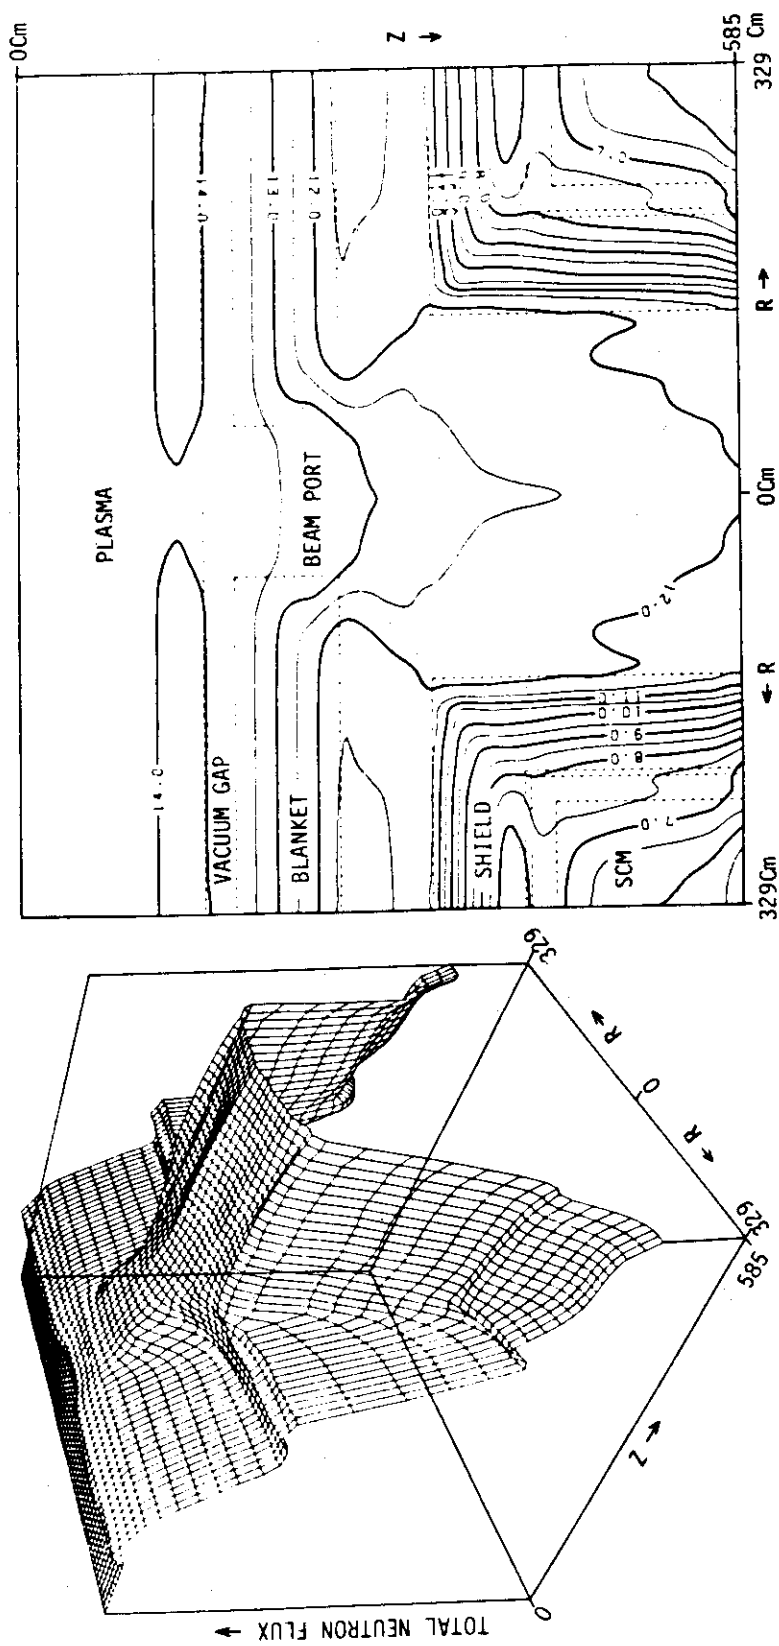 0Cm
Z →
585
Cm
329
14.0
13.0
12.0
7.0
PLASMA
BEAM PORT
R →
0Cm
← R
VACUUM GAP
BLANKET
SHIELD
SCM
14.0
12.0
11.0
10.0
9.0
8.0
7.0
329Cm
TOTAL NEUTRON FLUX →
0
Z →
585
329
← R
0
R →
329